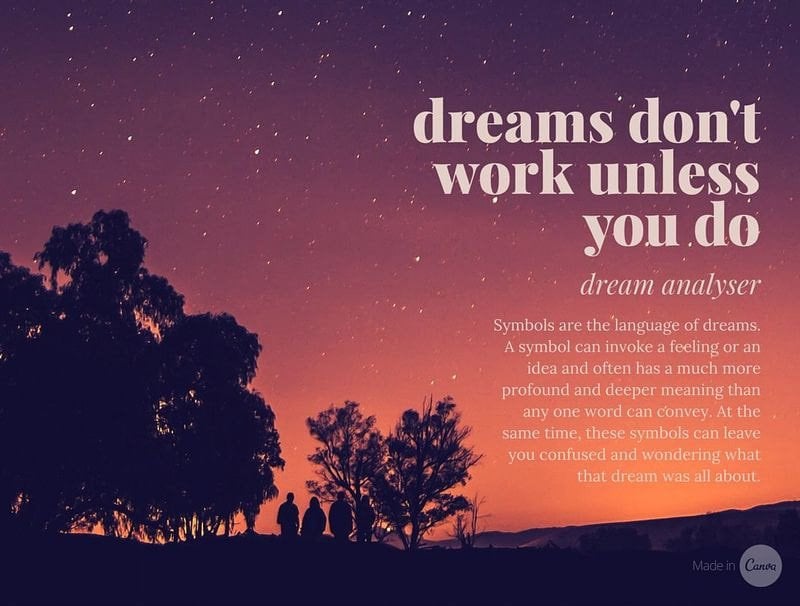 dreams don't
work unless
you do
dream analyser
Symbols are the language of dreams.
A symbol can invoke a feeling or an
idea and often has a much more
profound and deeper meaning than
any one word can convey. At the
same time, these symbols can leave
you confused and wondering what
that dream was all about.
Made in Canva